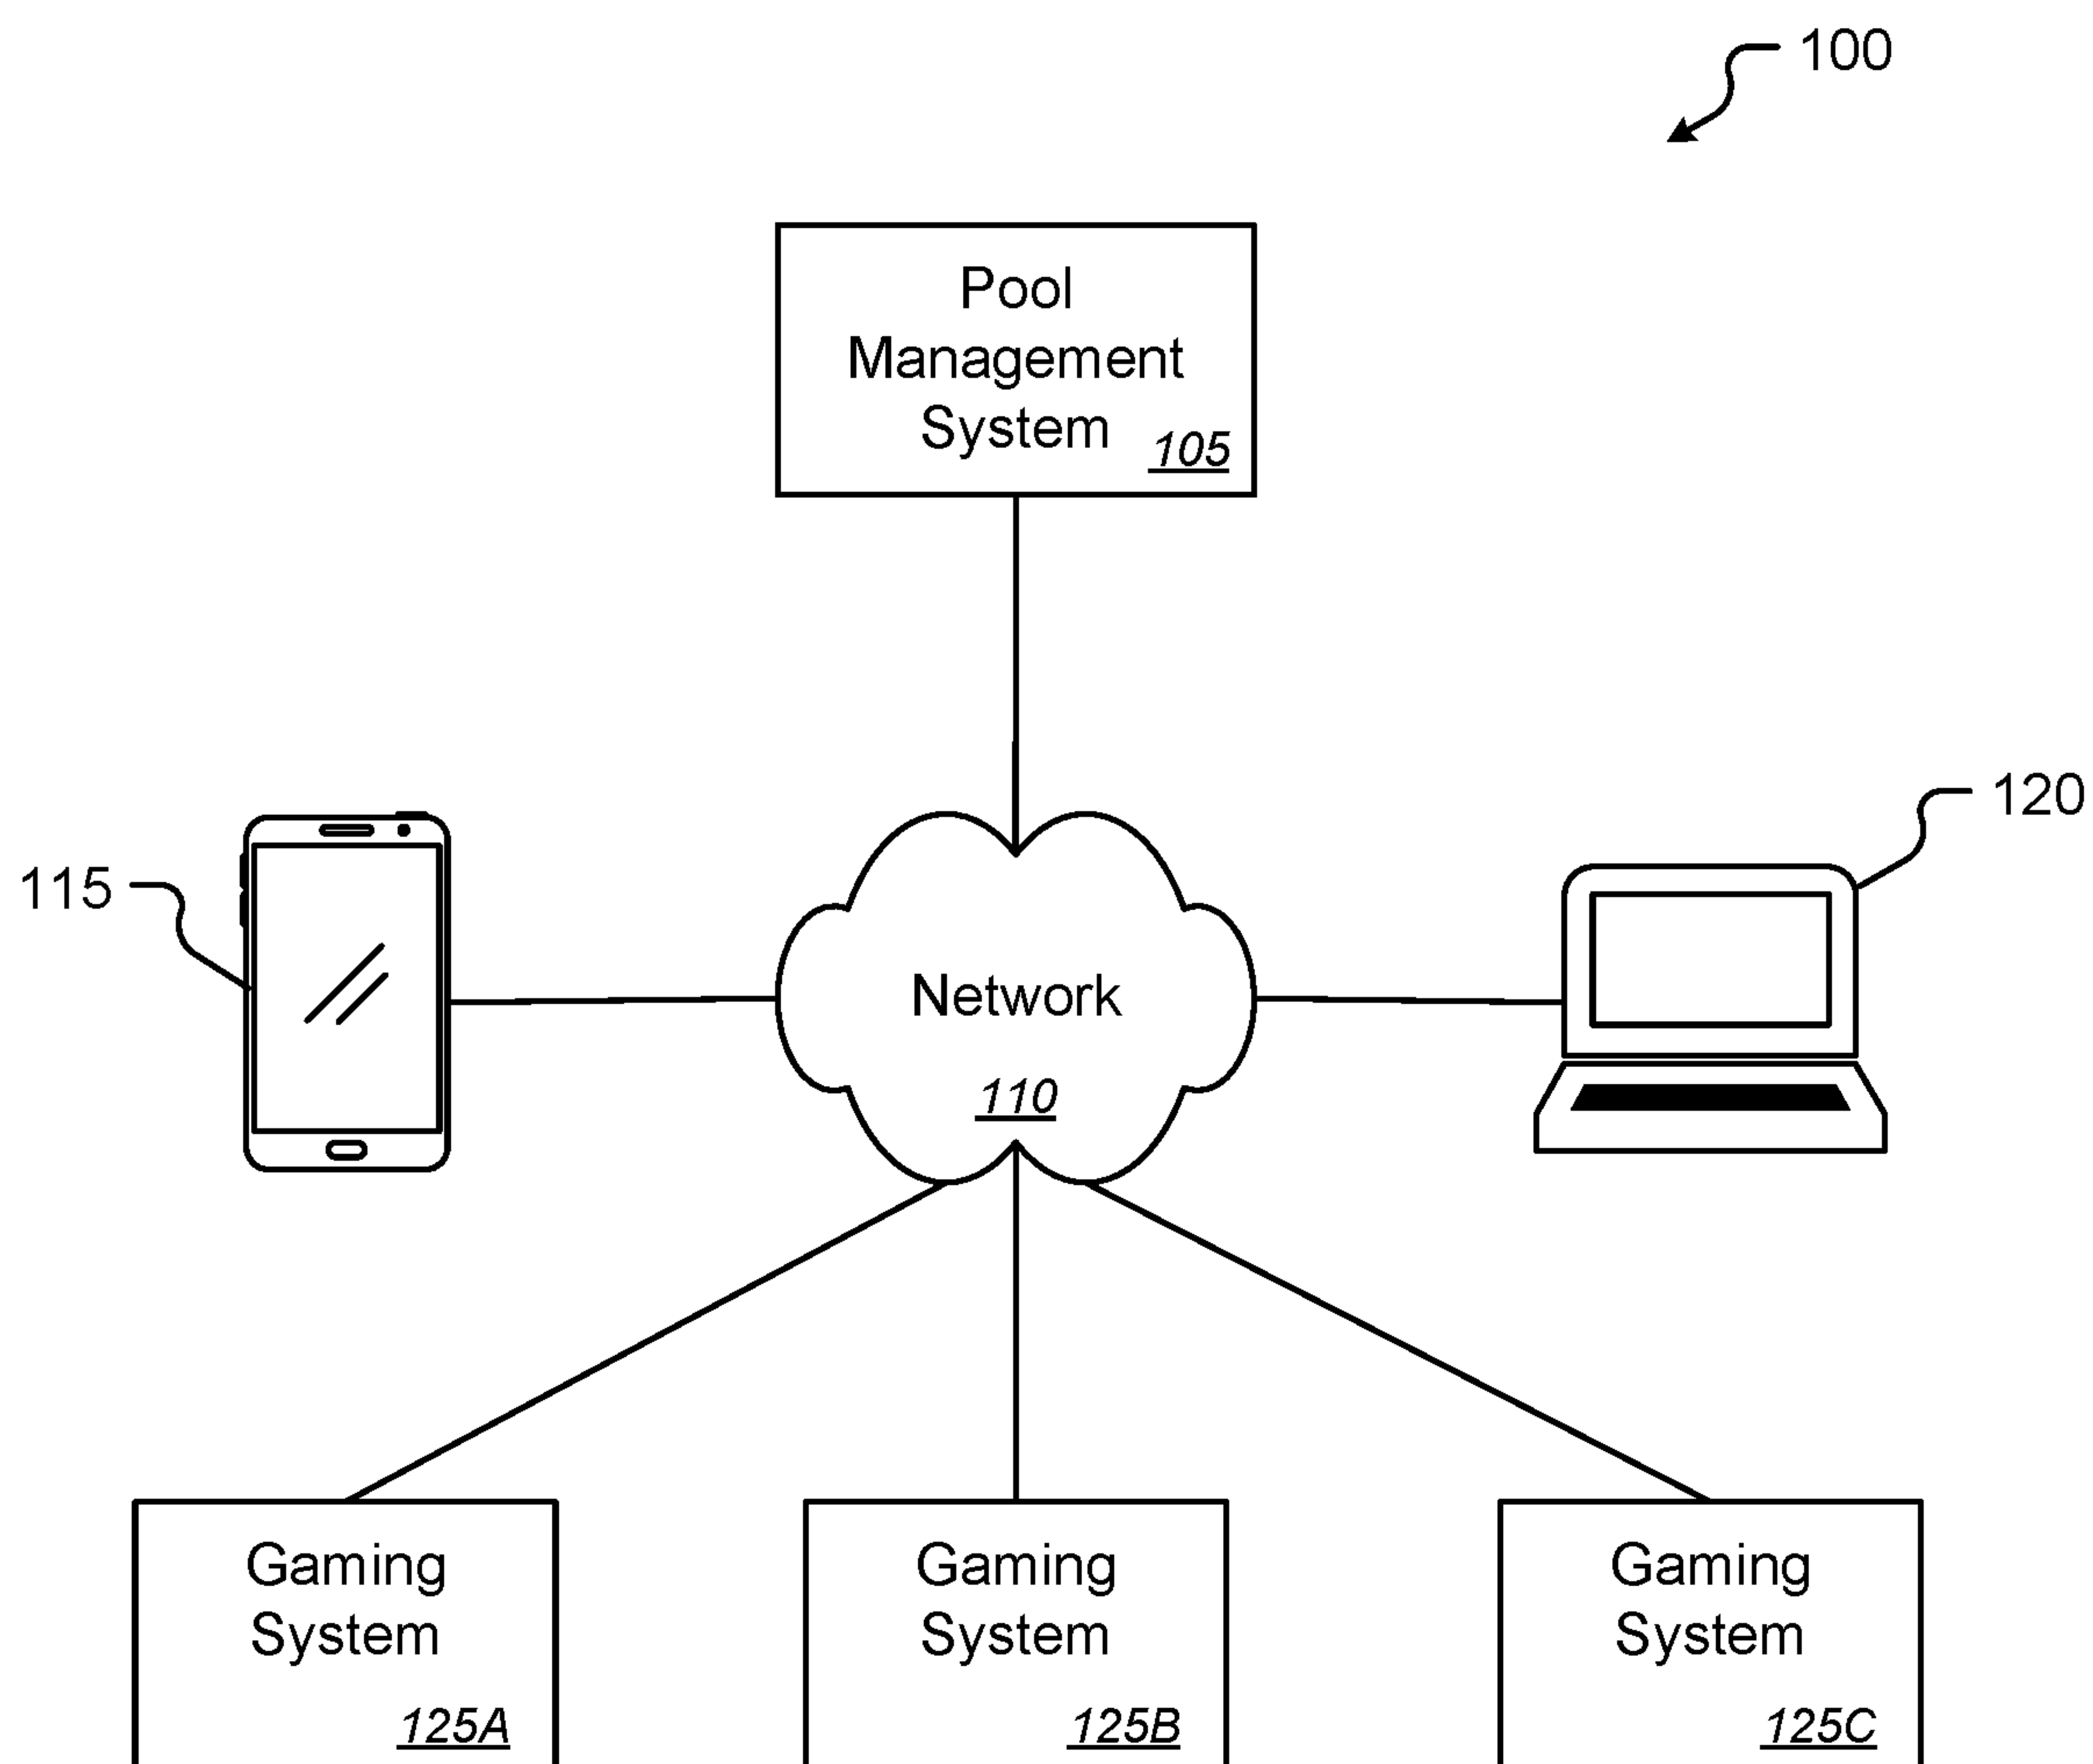 100
Pool
Management
System
105
120
115
Network
110
Gaming
System
125A
Gaming
System
125B
Gaming
System
125C